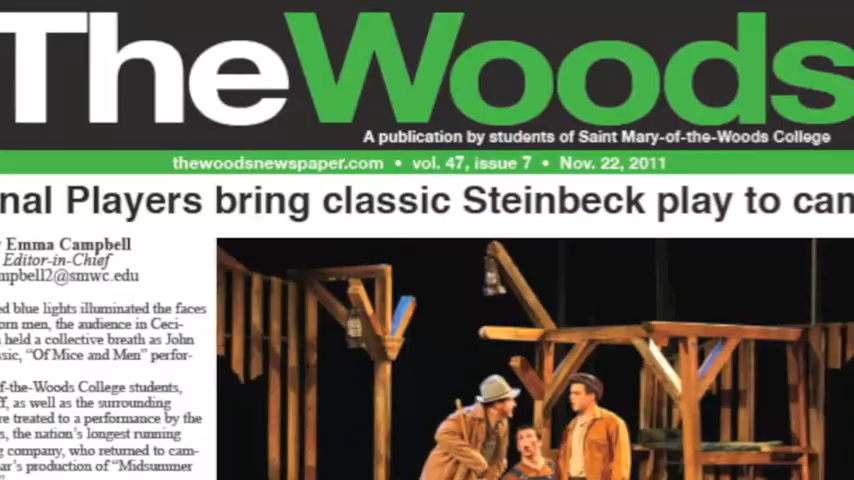 The Woods
A publication by students of Saint Mary-of-the-Woods College
thewoodsnewspaper.com • vol. 47, issue 7 • Nov. 22, 2011
nal Players bring classic Steinbeck play to cam
Emma Campbell
Editor-in-Chief
mpbell2@smwc.edu
ed blue lights illuminated the faces
orn men, the audience in Ceci-
held a collective breath as John
sic, “Of Mice and Men” perfor-
f-the-Woods College students,
ff, as well as the surrounding
re treated to a performance by the
s, the nation’s longest running
g company, who returned to cam-
ar’s production of “Midsummer